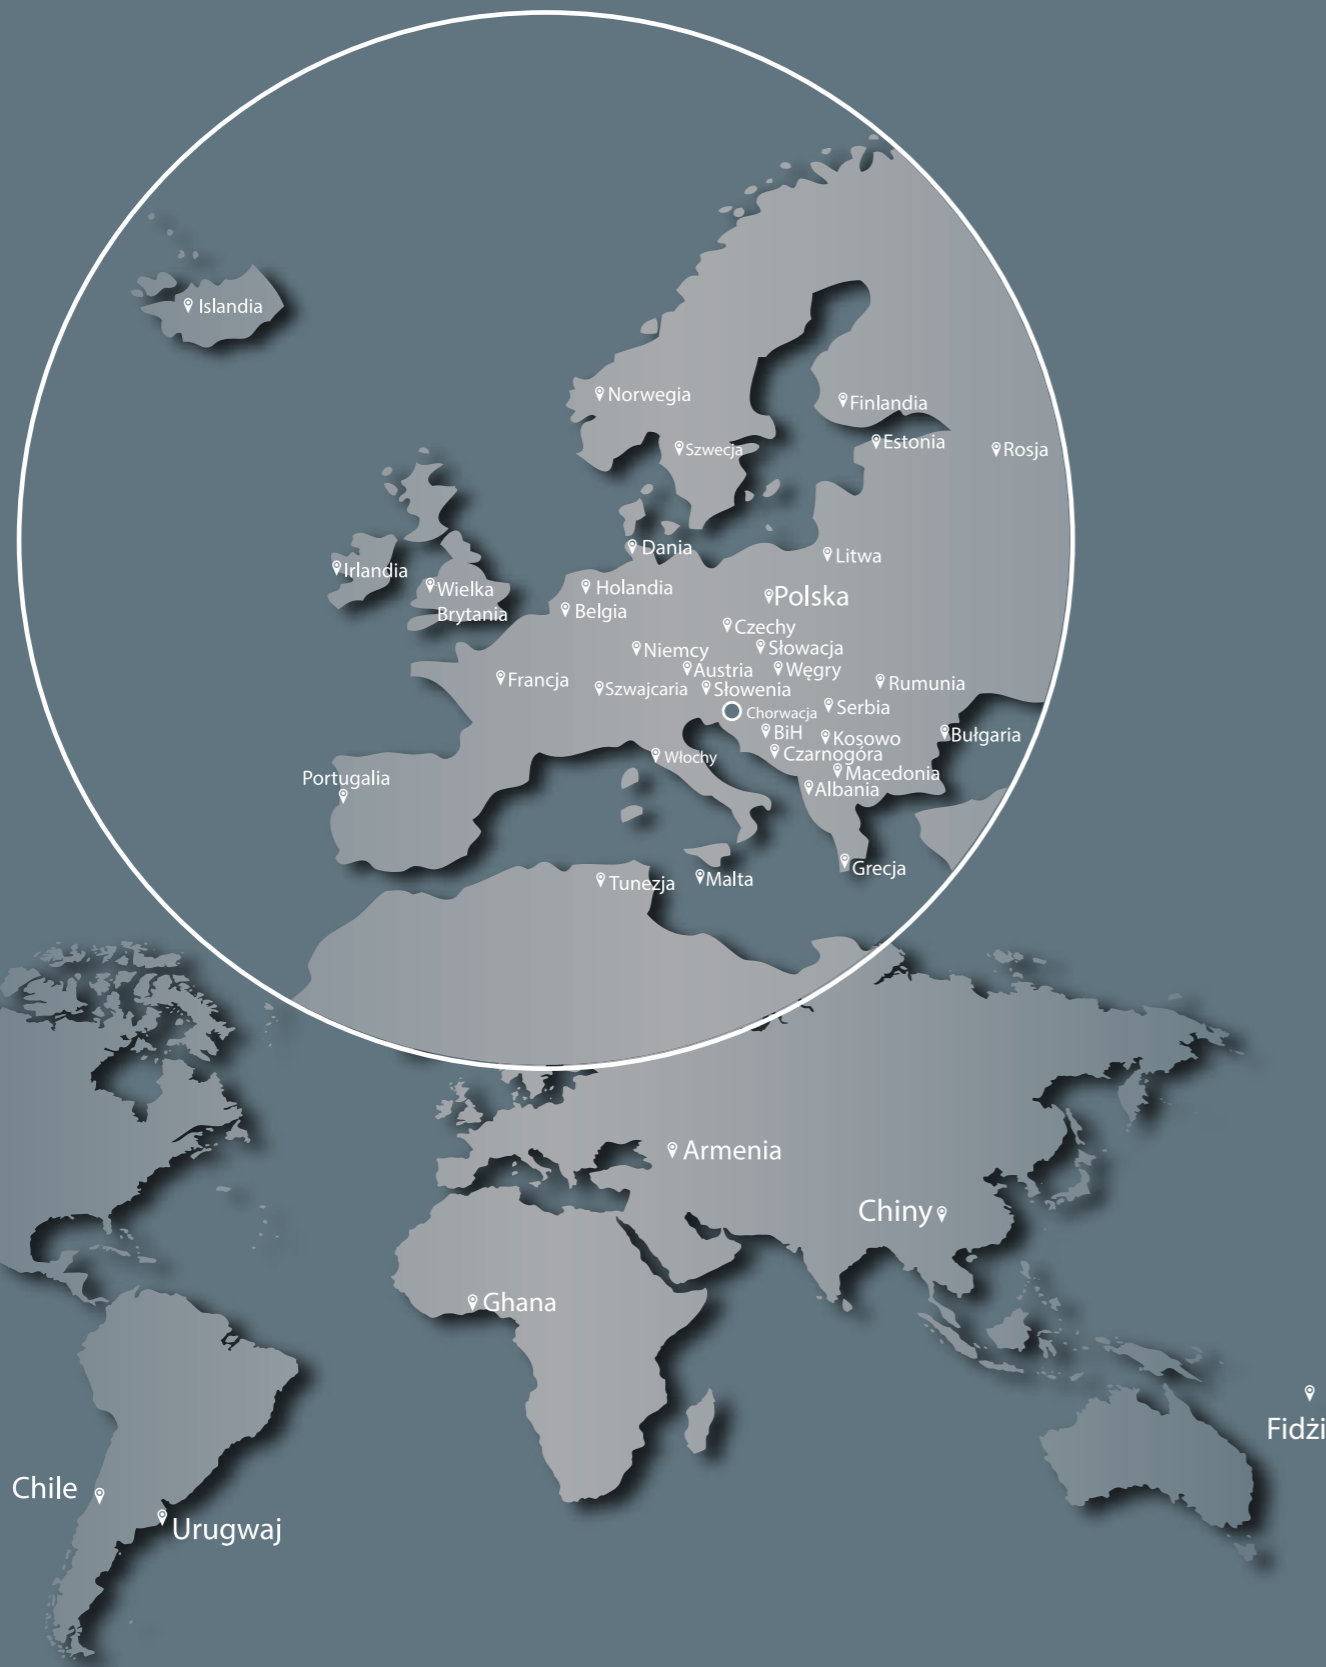 Islandia
Norwegia
Finlandia
Estonia
Szwecja
Rosja
Dania
Litwa
Irlandia
Wielka
Brytania
Holandia
Polska
Belgia
Czechy
Niemcy
Słowacja
Austria
Węgry
Francja
Szwajcaria
Słowenia
Rumunia
Chorwacja
Serbia
BiH
Kosowo
Bułgaria
Włochy
Czarnogóra
Macedonia
Portugalia
Albania
Grecja
Tunezja
Malta
Armenia
Chiny
Ghana
Fidżi
Chile
Urugwaj